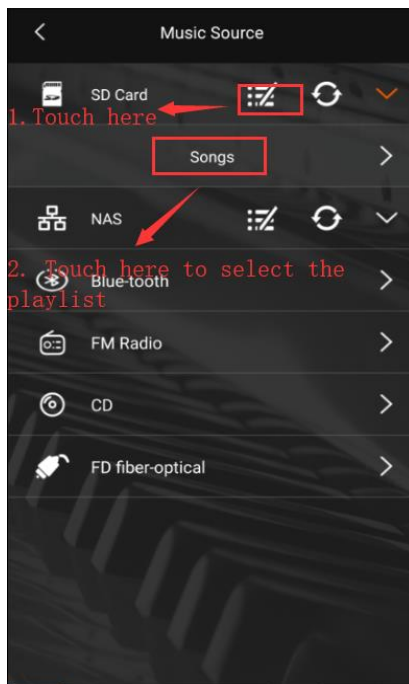 Music Source
SD Card
1. Touch here
Songs
NAS
2. Touch here to select the
playlist
Blue-tooth
FM Radio
CD
FD fiber-optical